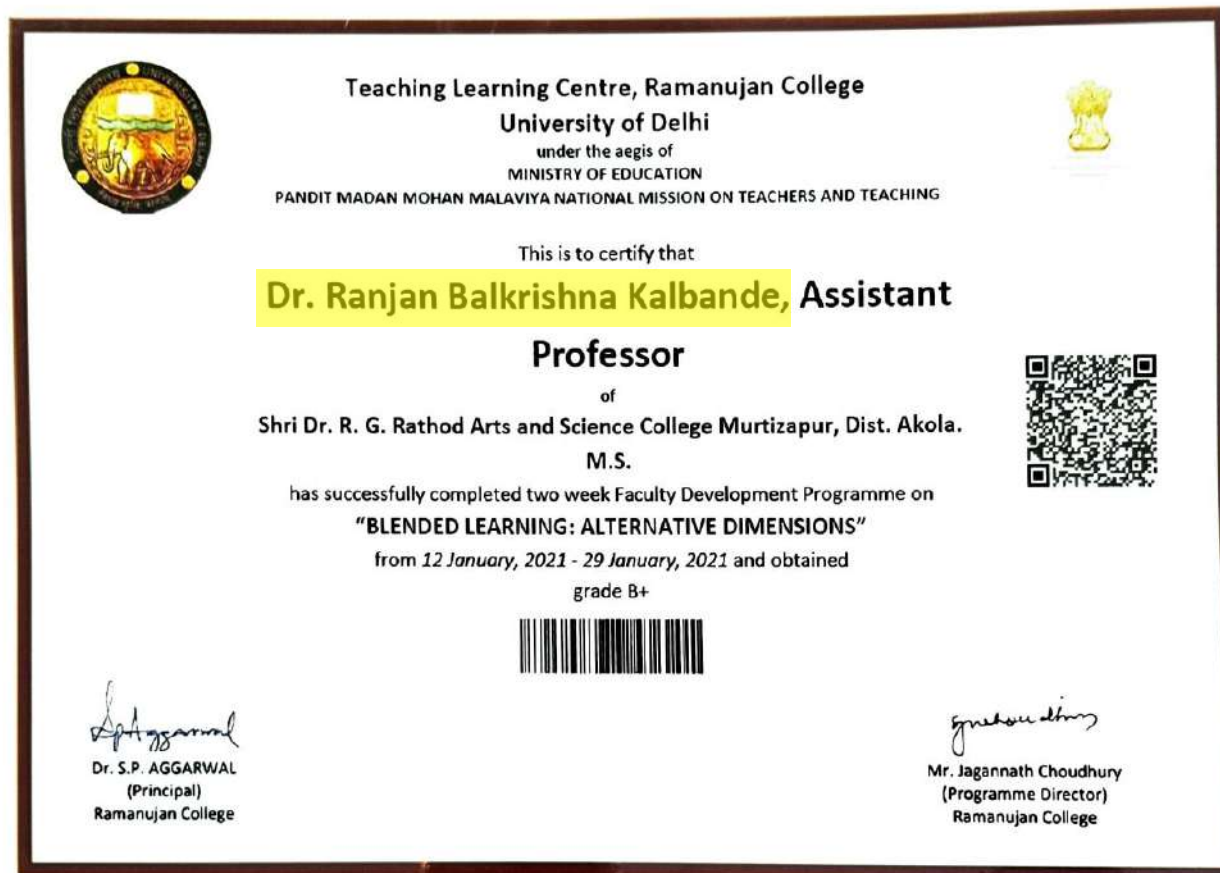 Teaching Learning Centre, Ramanujan College
University of Delhi
under the aegis of
MINISTRY OF EDUCATION
PANDIT MADAN MOHAN MALAVIYA NATIONAL MISSION ON TEACHERS AND TEACHING
This is to certify that
Dr. Ranjan Balkrishna Kalbande, Assistant
Professor
of
Shri Dr. R. G. Rathod Arts and Science College Murtizapur, Dist. Akola.
M.S.
has successfully completed two week Faculty Development Programme on
“BLENDED LEARNING: ALTERNATIVE DIMENSIONS”
from 12 January, 2021 - 29 January, 2021 and obtained
grade B+
SpAggarwal
Dr. S.P. AGGARWAL
(Principal)
Ramanujan College
Mr. Jagannath Choudhury
(Programme Director)
Ramanujan College